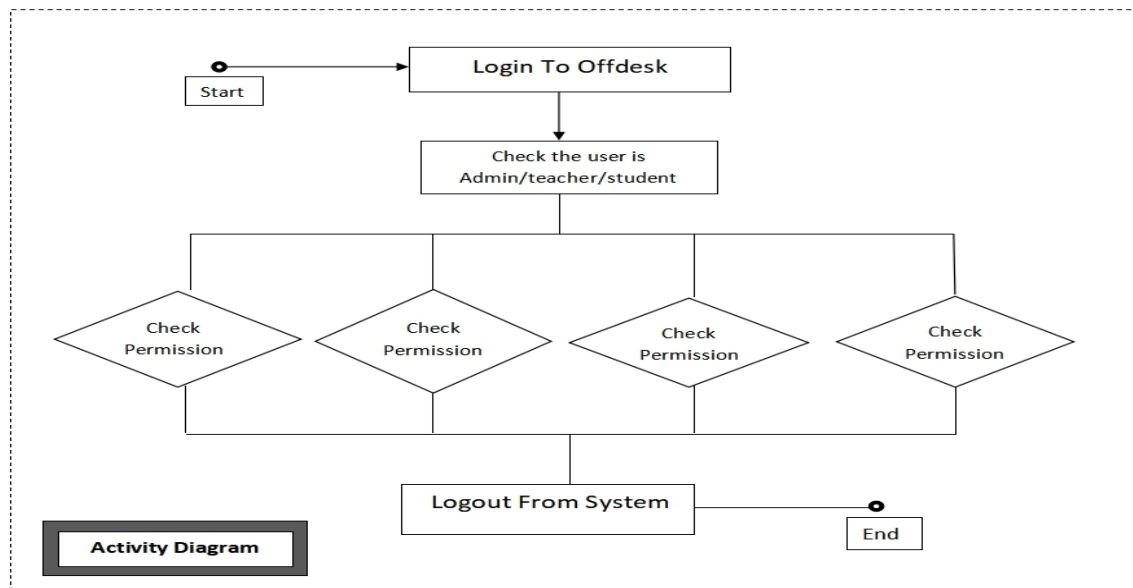 Login To Offdesk
Start
Check the user is
Admin/teacher/student
Check
Permission
Check
Permission
Check
Permission
Check
Permission
Logout From System
End
Activity Diagram